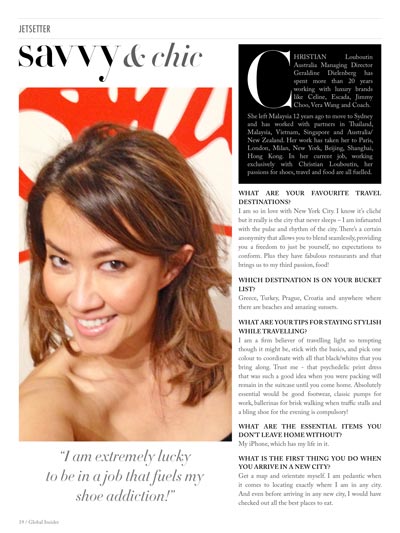 JETSETTER
savvy & chic
CHRISTIAN Louboutin
Australia Managing Director
Geraldine Dielenberg has
spent more than 20 years
working with luxury brands
like Céline, Escada, Jimmy
Choo, Vera Wang and Coach.
She left Malaysia 12 years ago to move to Sydney
and has worked with partners in Thailand,
Malaysia, Vietnam, Singapore and Australia/
New Zealand. Her work has taken her to Paris,
London, Milan, New York, Beijing, Shanghai,
Hong Kong. In her current job, working
exclusively with Christian Louboutin, her
passions for shoes, travel and food are all fuelled.
WHAT ARE YOUR FAVOURITE TRAVEL
DESTINATIONS?
I am so in love with New York City. I know it's cliché
but it really is the city that never sleeps – I am infatuated
with the pulse and rhythm of the city. There's a certain
anonymity that allows you to blend seamlessly, providing
you a freedom to just be yourself, no expectations to
conform. Plus they have fabulous restaurants and that
brings us to my third passion, food!
WHICH DESTINATION IS ON YOUR BUCKET
LIST?
Greece, Turkey, Prague, Croatia and anywhere where
there are beaches and amazing sunsets.
WHAT ARE YOUR TIPS FOR STAYING STYLISH
WHILE TRAVELLING?
I am a firm believer of travelling light so tempting
though it might be, stick with the basics, and pick one
colour to coordinate with all that black/whites that you
bring along. Trust me – that psychedelic print dress
that was such a good idea when you were packing will
remain in the suitcase until you come home. Absolutely
essential would be good footwear, classic pumps for
work, ballerinas for brisk walking when traffic stalls and
a bling shoe for the evening is compulsory!
WHAT ARE THE ESSENTIAL ITEMS YOU
DON'T LEAVE HOME WITHOUT?
My iPhone, which has my life in it.
WHAT IS THE FIRST THING YOU DO WHEN
YOU ARRIVE IN A NEW CITY?
Get a map and orientate myself. I am pedantic when
it comes to locating exactly where I am in any city.
And even before arriving in any new city, I would have
checked out all the best places to eat.
"I am extremely lucky
to be in a job that fuels my
shoe addiction!"
/ Global Insider